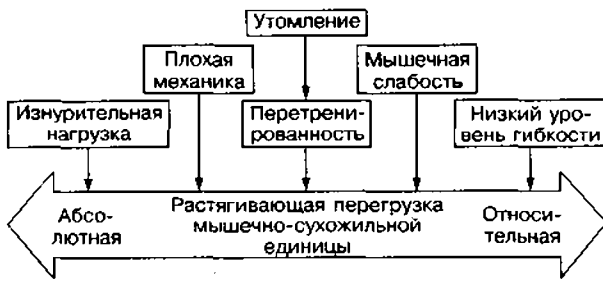 Утомление
Плохая
механика
Мышечная
слабость
Изнурительная
нагрузка
Перетрени-
рованность
Низкий уро-
вень гибкости
Абсо-
лютная
Растягивающая перегрузка
мышечно-сухожильной
единицы
Относи-
тельная